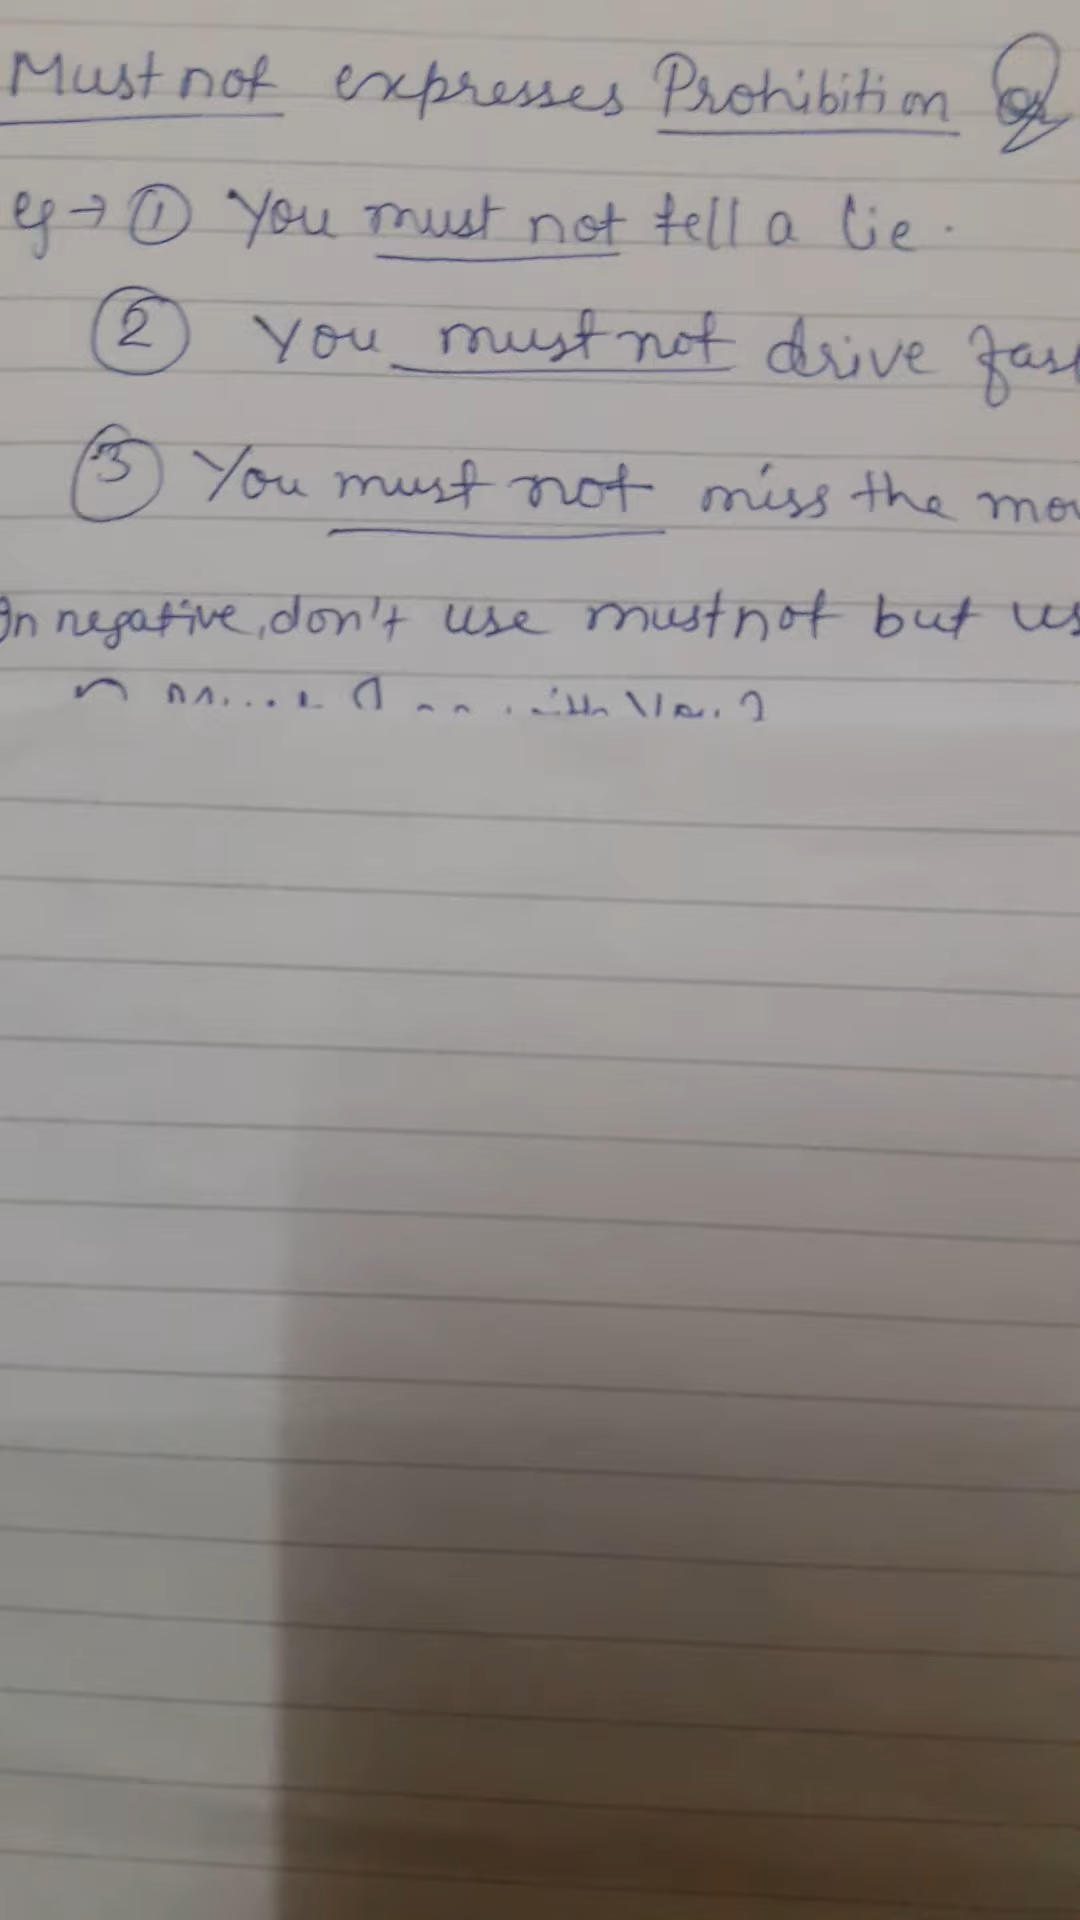 Must not expresses Prohibition
eg → ① You must not tell a lie.
② You must not drive
③ You must not miss the
In negative, don't use must not but